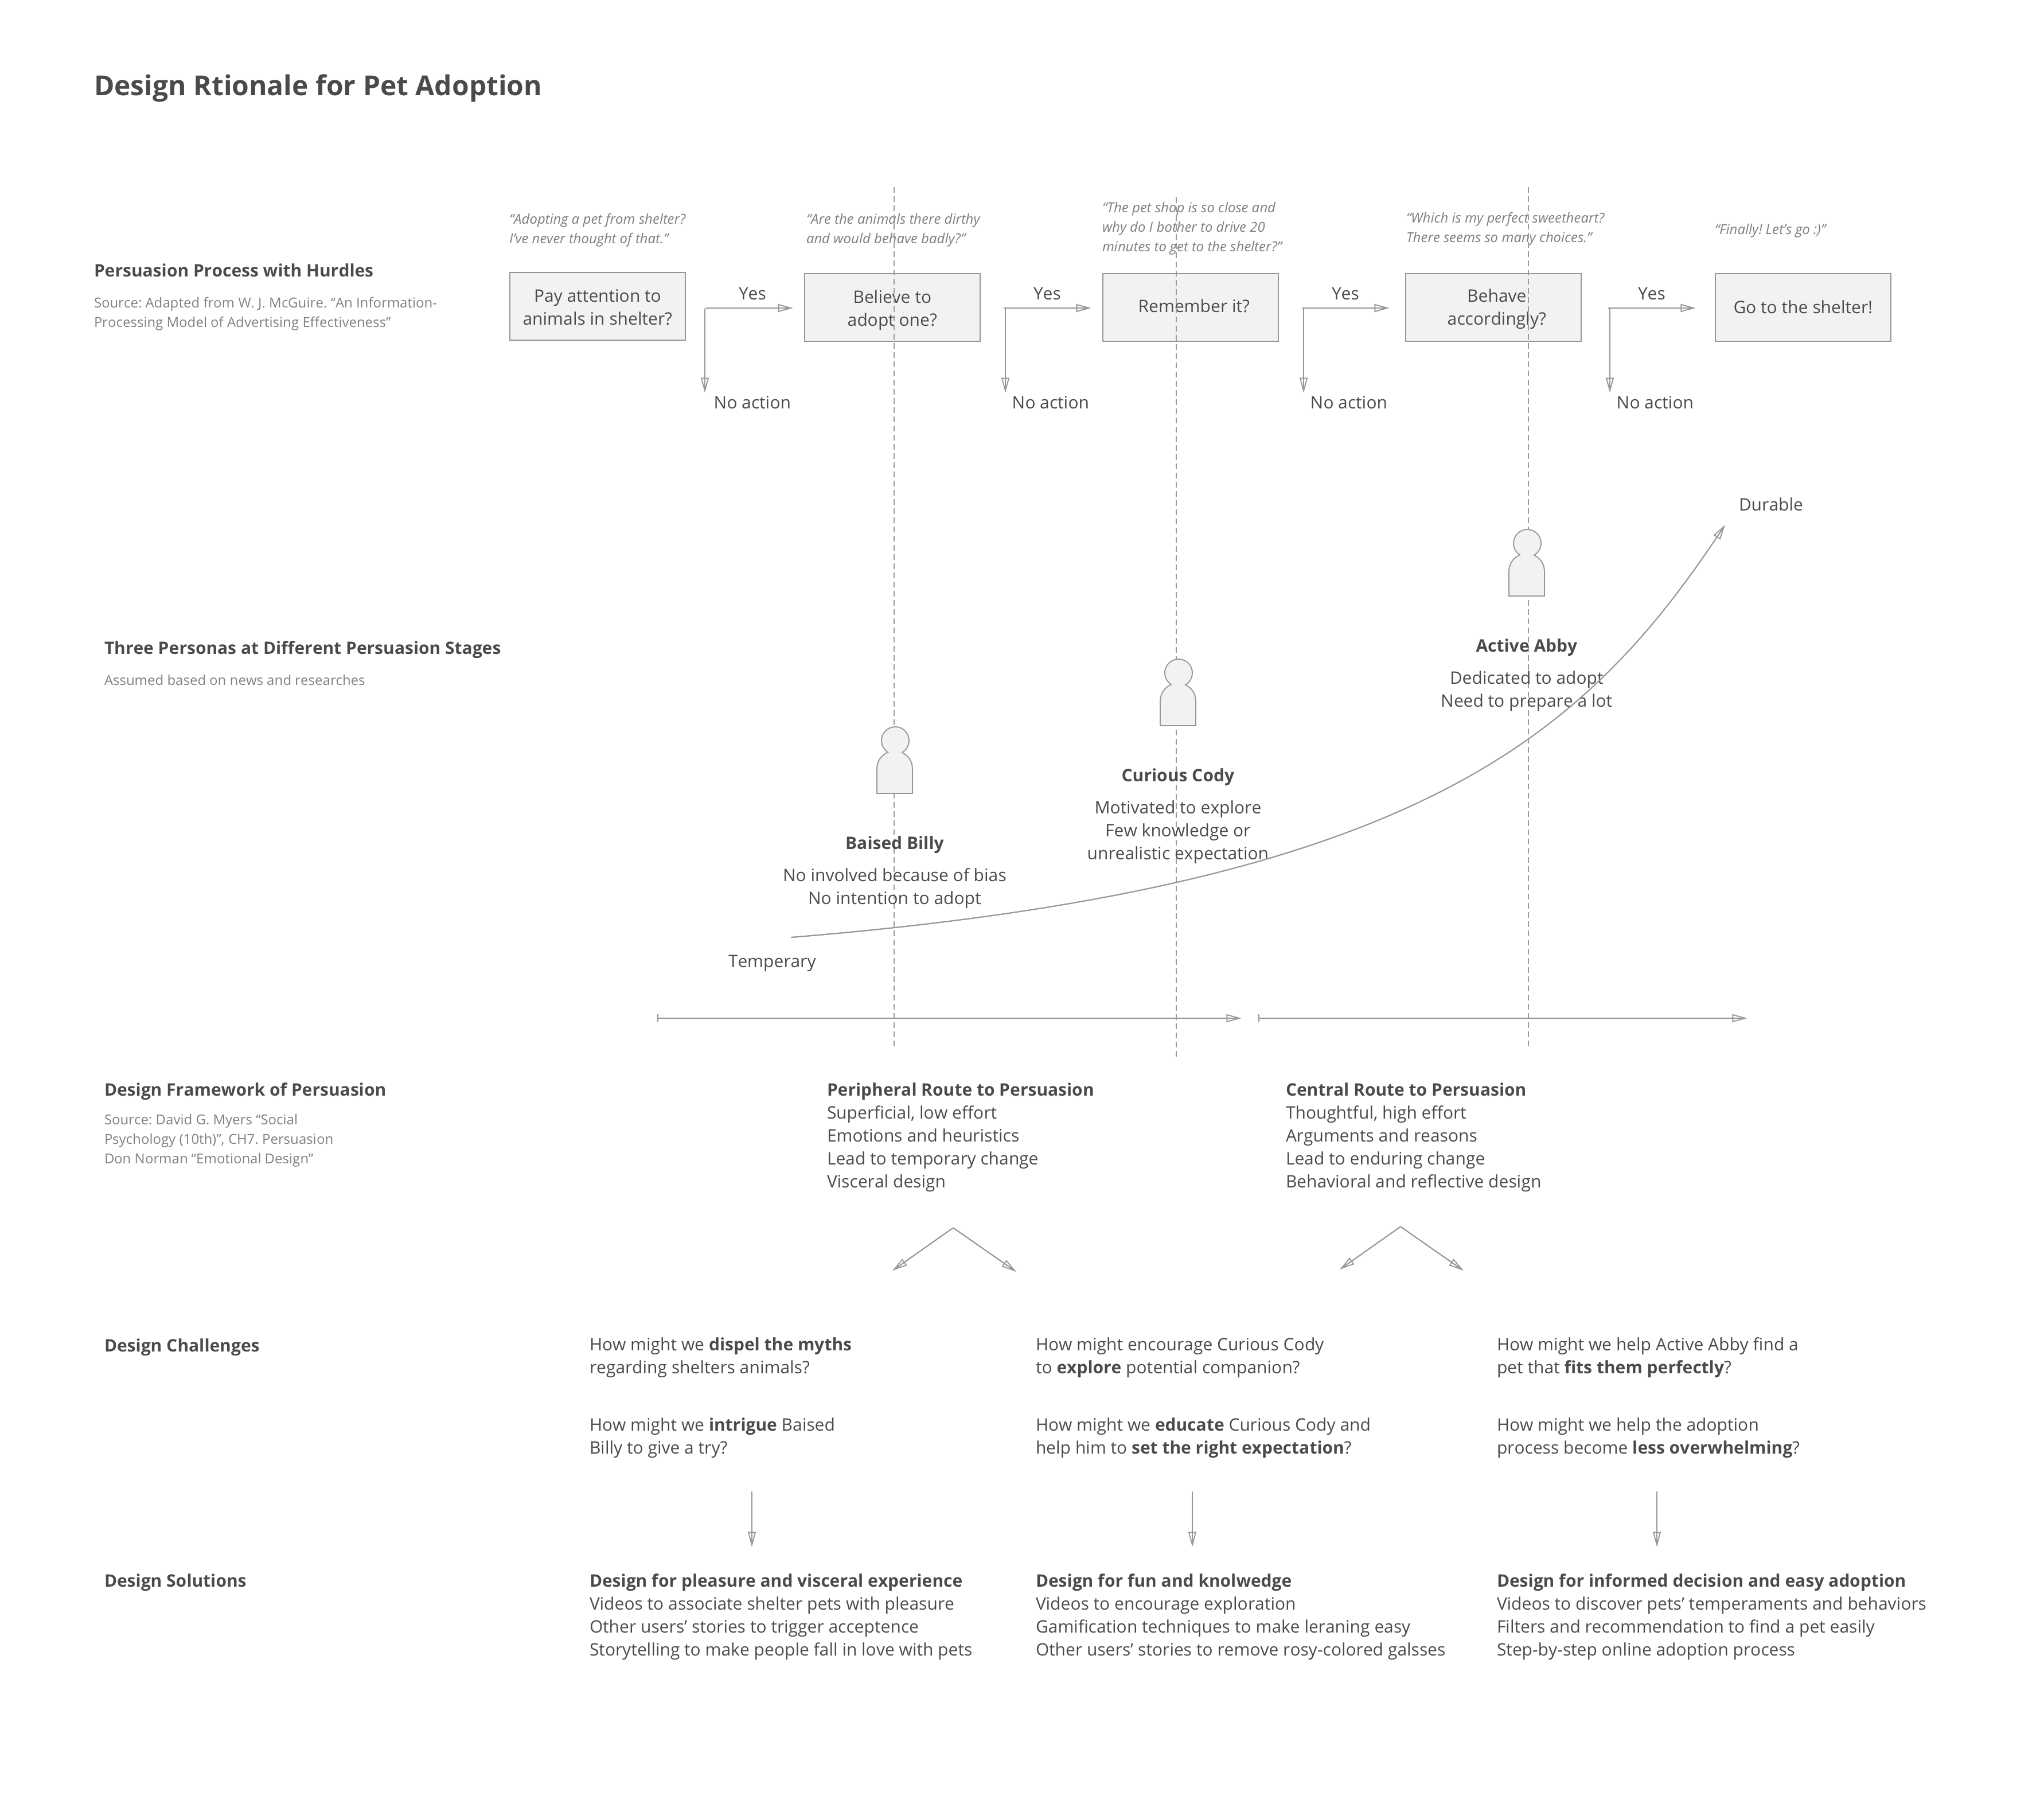 Design Rtionale for Pet Adoption
Persuasion Process with Hurdles
Source: Adapted from W. J. McGuire. “An Information-
Processing Model of Advertising Effectiveness”
“Adopting a pet from shelter?
I’ve never thought of that.”
Pay attention to
animals in shelter?
Yes
No action
“Are the animals there dirthy
and would behave badly?”
Believe to
adopt one?
Yes
No action
“The pet shop is so close and
why do I bother to drive 20
minutes to get to the shelter?”
Remember it?
Yes
No action
“Which is my perfect sweetheart?
There seems so many choices.”
Behave
accordingly?
Yes
No action
“Finally! Let’s go :)”
Go to the shelter!
Three Personas at Different Persuasion Stages
Assumed based on news and researches
Baised Billy
No involved because of bias
No intention to adopt
Curious Cody
Motivated to explore
Few knowledge or
unrealistic expectation
Active Abby
Dedicated to adopt
Need to prepare a lot
Durable
Temperary
Design Framework of Persuasion
Source: David G. Myers “Social
Psychology (10th)”, CH7. Persuasion
Don Norman “Emotional Design”
Peripheral Route to Persuasion
Superficial, low effort
Emotions and heuristics
Lead to temporary change
Visceral design
Central Route to Persuasion
Thoughtful, high effort
Arguments and reasons
Lead to enduring change
Behavioral and reflective design
Design Challenges
How might we dispel the myths
regarding shelters animals?
How might we intrigue Baised
Billy to give a try?
How might encourage Curious Cody
to explore potential companion?
How might we educate Curious Cody and
help him to set the right expectation?
How might we help Active Abby find a
pet that fits them perfectly?
How might we help the adoption
process become less overwhelming?
Design Solutions
Design for pleasure and visceral experience
Videos to associate shelter pets with pleasure
Other users’ stories to trigger acceptence
Storytelling to make people fall in love with pets
Design for fun and knolwedge
Videos to encourage exploration
Gamification techniques to make leraning easy
Other users’ stories to remove rosy-colored galsses
Design for informed decision and easy adoption
Videos to discover pets’ temperaments and behaviors
Filters and recommendation to find a pet easily
Step-by-step online adoption process